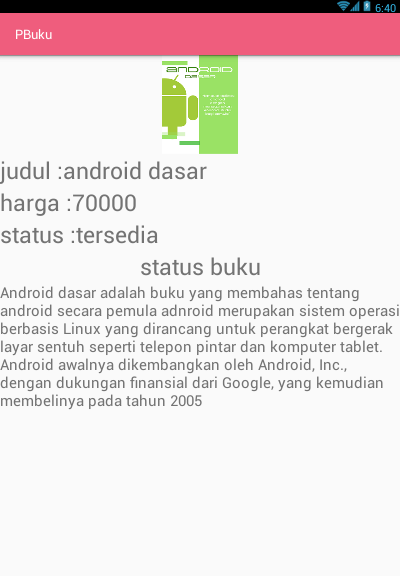 6:40
PBuku
ANDROID
judul :android dasar
harga :70000
status :tersedia
status buku
Android dasar adalah buku yang membahas tentang
android secara pemula adnroid merupakan sistem operasi
berbasis Linux yang dirancang untuk perangkat bergerak
layar sentuh seperti telepon pintar dan komputer tablet.
Android awalnya dikembangkan oleh Android, Inc.,
dengan dukungan finansial dari Google, yang kemudian
membelinya pada tahun 2005